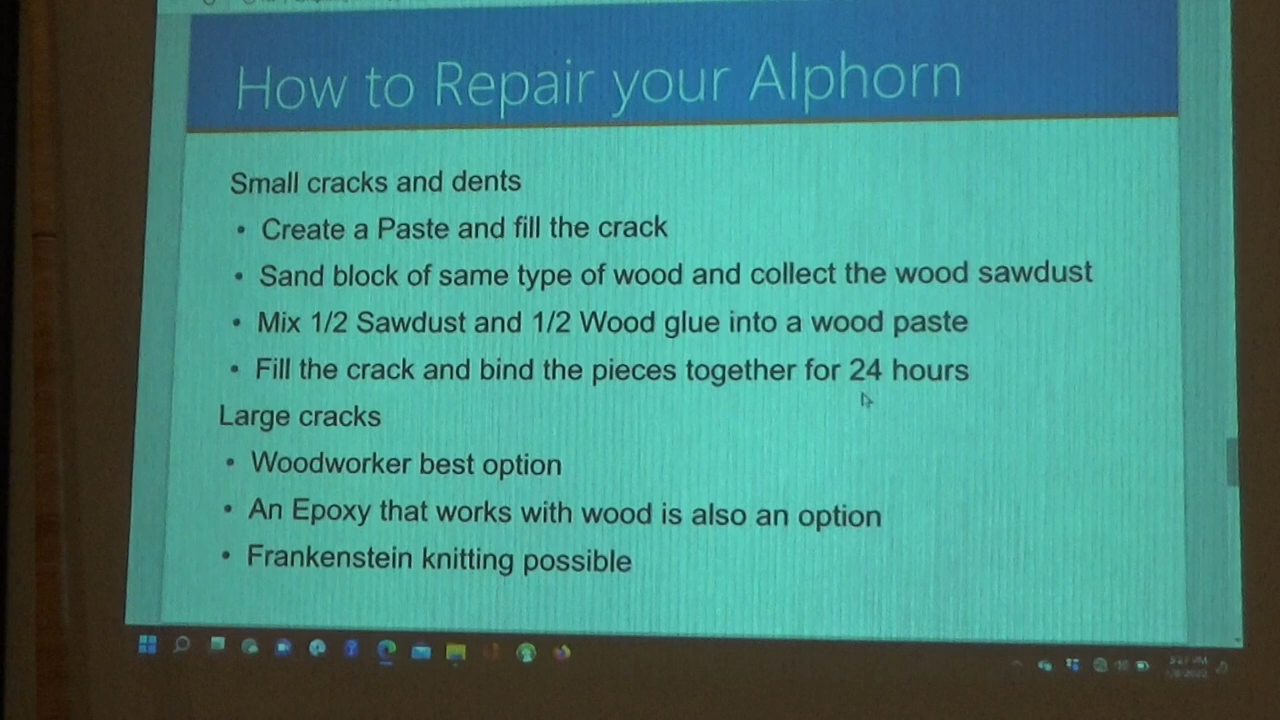 How to Repair your Alphorn
Small cracks and dents
• Create a Paste and fill the crack
• Sand block of same type of wood and collect the wood sawdust
• Mix 1/2 Sawdust and 1/2 Wood glue into a wood paste
• Fill the crack and bind the pieces together for 24 hours
Large cracks
• Woodworker best option
• An Epoxy that works with wood is also an option
• Frankenstein knitting possible